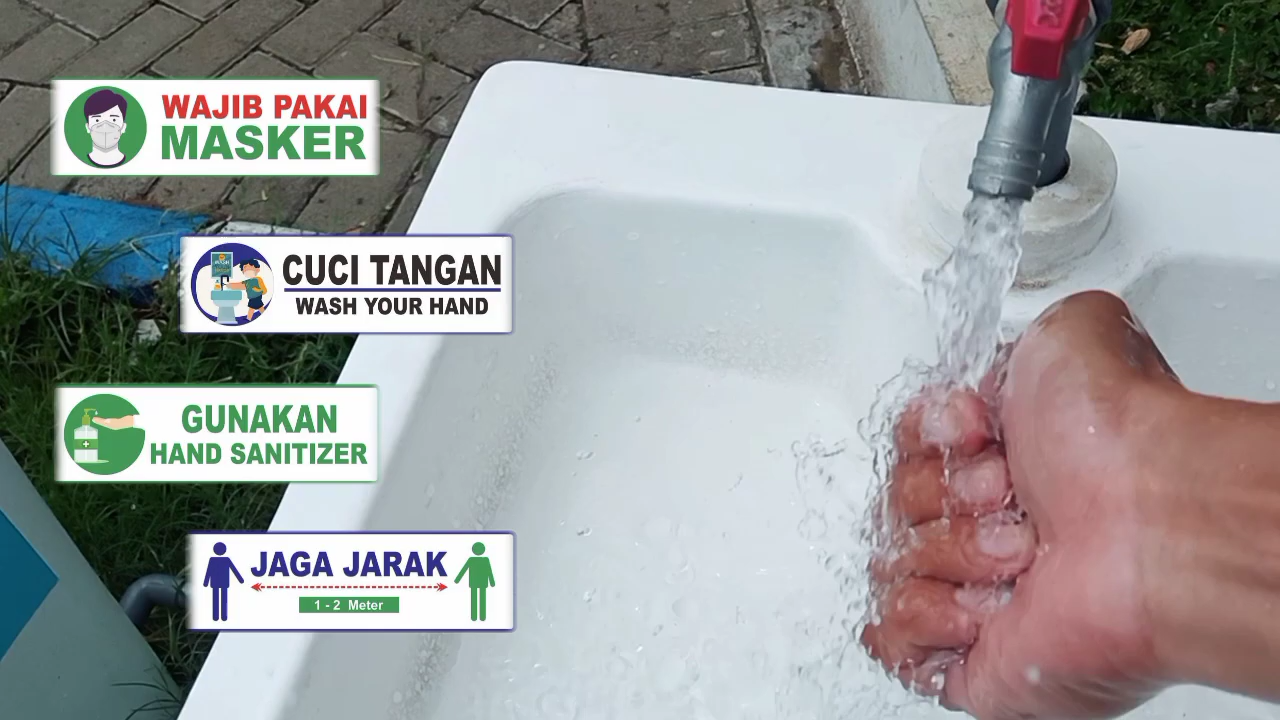 WAJIB PAKAI
MASKER
CUCI TANGAN
WASH YOUR HAND
GUNAKAN
HAND SANITIZER
JAGA JARAK
1 - 2 Meter